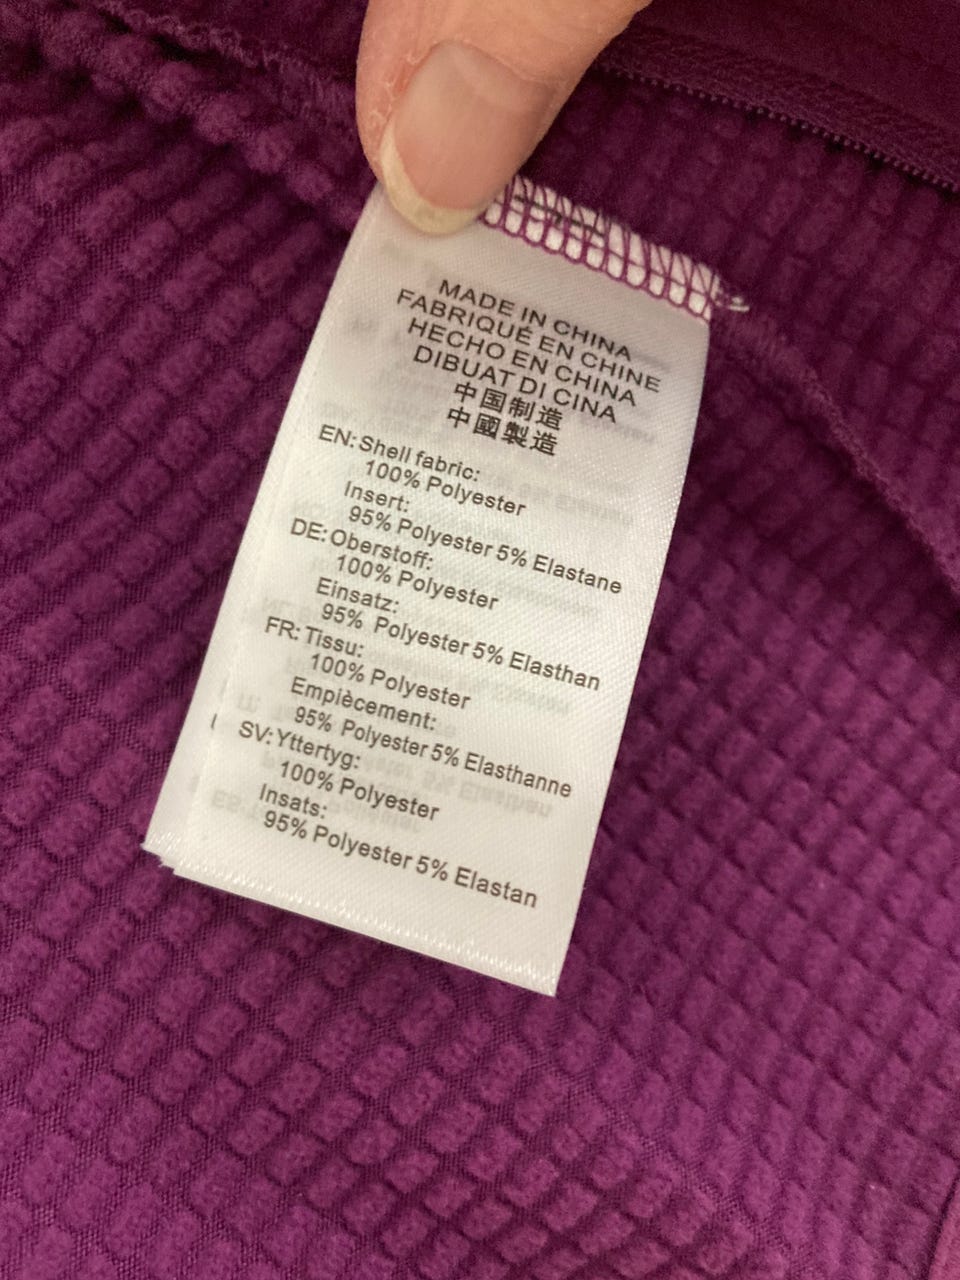 MADE IN CHINA
FABRIQUÉ EN CHINE
HECHO EN CHINA
DIBUAT DI CINA
中国制造
中國製造
EN: Shell fabric:
100% Polyester
Insert:
95% Polyester 5% Elastane
DE: Oberstoff:
100% Polyester
Einsatz:
95% Polyester 5% Elasthan
FR: Tissu:
100% Polyester
Empiècement:
95% Polyester 5% Elasthanne
SV: Yttertyg:
100% Polyester
Insats:
95% Polyester 5% Elastan